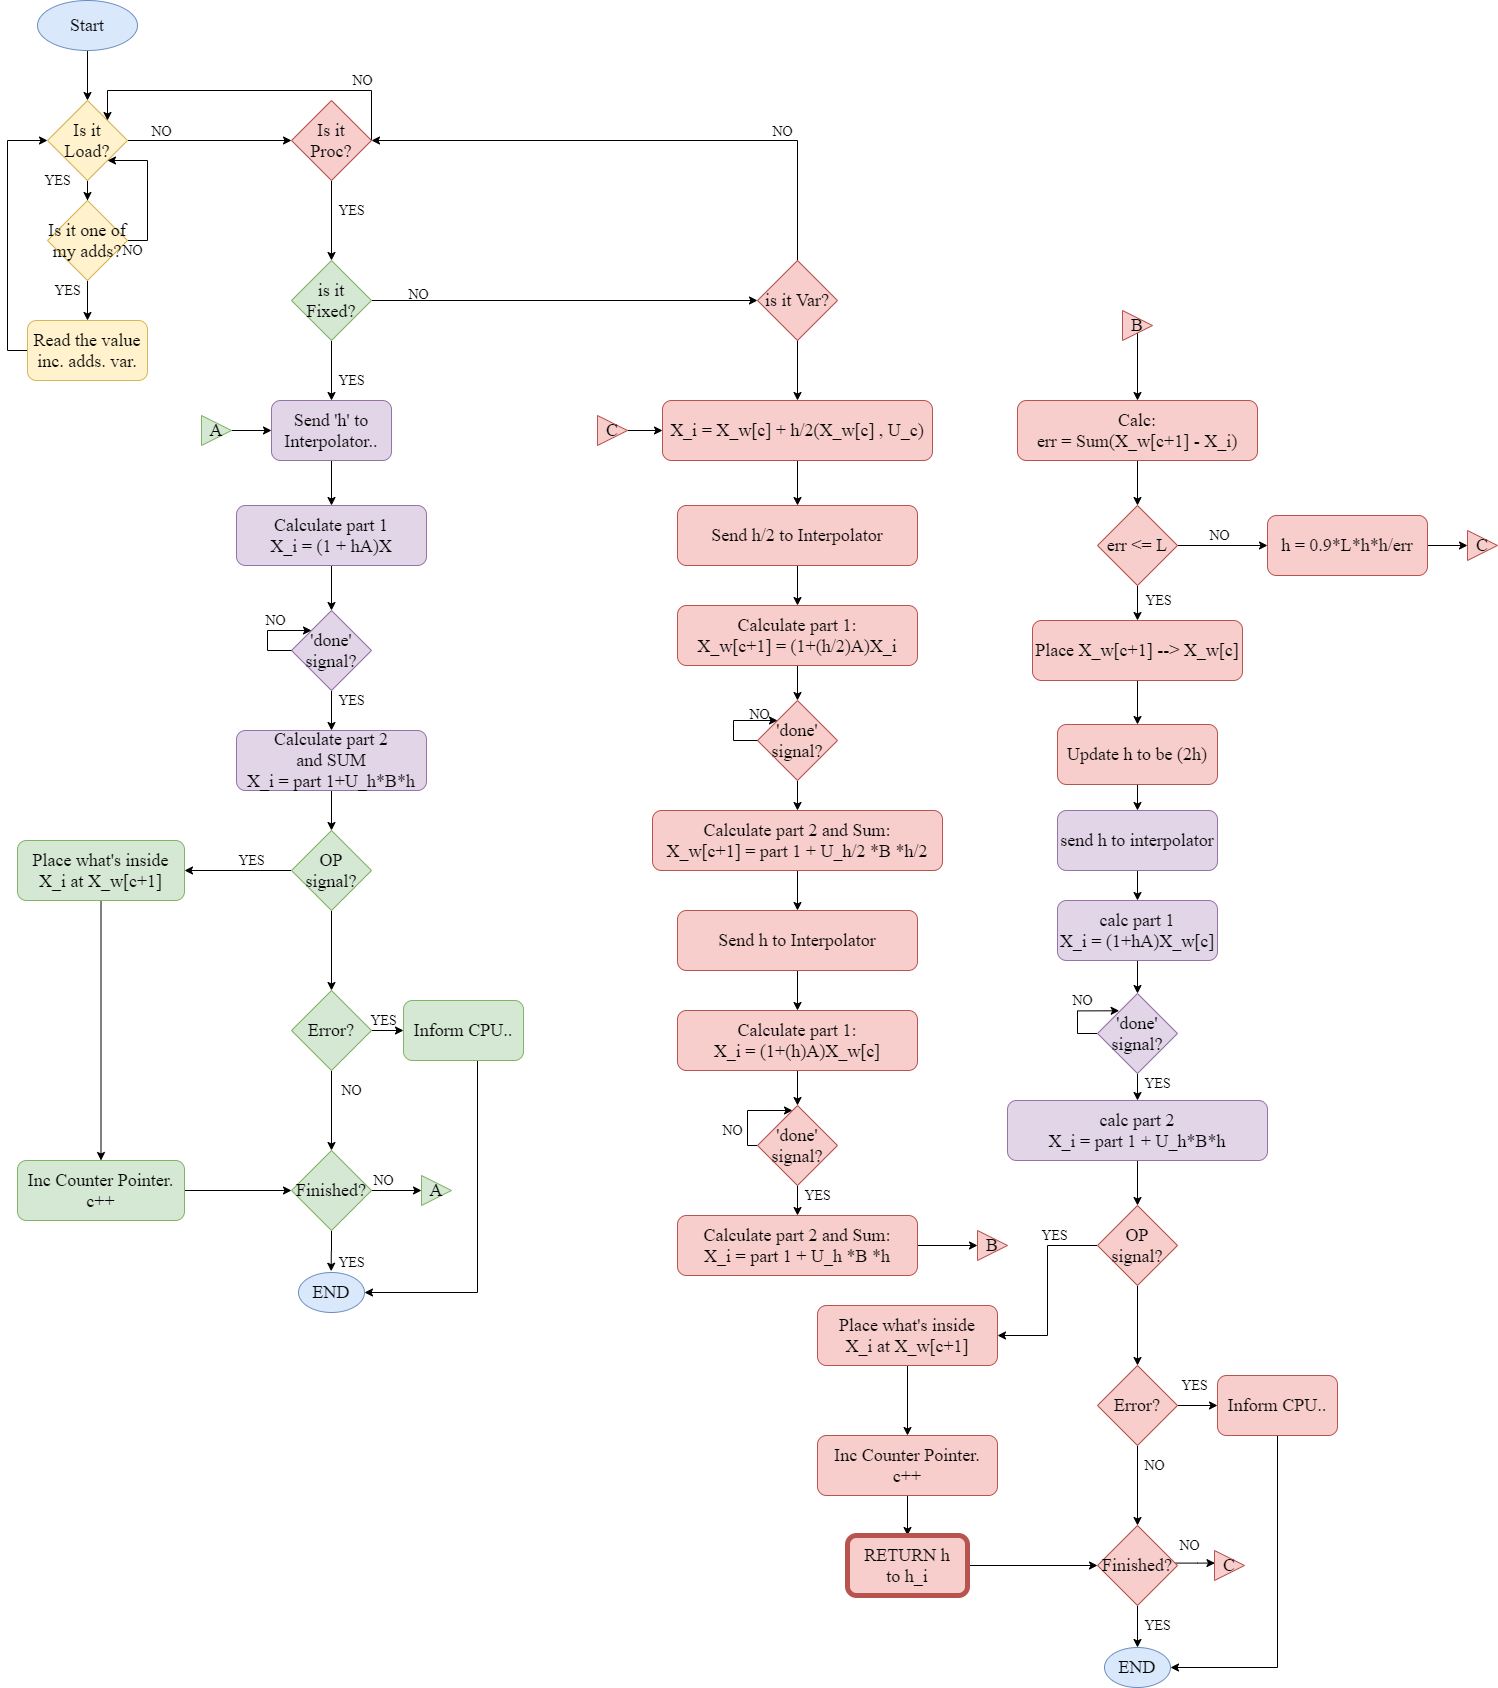 Start
NO
Is it
Load?
NO
Is it
Proc?
NO
YES
Is it one of
my adds?
NO
YES
Read the value
inc. adds. var.
YES
is it
Fixed?
NO
is it Var?
YES
A
Send 'h' to
Interpolator..
Calculate part 1
X_i = (1 + hA)X
NO
'done'
signal?
YES
Calculate part 2
and SUM
X_i = part 1+U_h*B*h
OP
signal?
YES
Place what's inside
X_i at X_w[c+1]
Error?
YES
Inform CPU..
NO
Inc Counter Pointer.
c++
Finished?
NO
A
YES
END
C
X_i = X_w[c] + h/2(X_w[c] , U_c)
Send h/2 to Interpolator
Calculate part 1:
X_w[c+1] = (1+(h/2)A)X_i
NO
'done'
signal?
Calculate part 2 and Sum:
X_w[c+1] = part 1 + U_h/2 *B *h/2
Send h to Interpolator
Calculate part 1:
X_i = (1+(h)A)X_w[c]
NO
'done'
signal?
YES
Calculate part 2 and Sum:
X_i = part 1 + U_h *B *h
B
B
Calc:
err = Sum(X_w[c+1] - X_i)
err <= L
NO
h = 0.9*L*h*h/err
C
YES
Place X_w[c+1] --> X_w[c]
Update h to be (2h)
send h to interpolator
calc part 1
X_i = (1+hA)X_w[c]
NO
'done'
signal?
YES
calc part 2
X_i = part 1 + U_h*B*h
OP
signal?
YES
Place what's inside
X_i at X_w[c+1]
Error?
YES
Inform CPU..
NO
Inc Counter Pointer.
c++
RETURN h
to h_i
Finished?
NO
C
YES
END